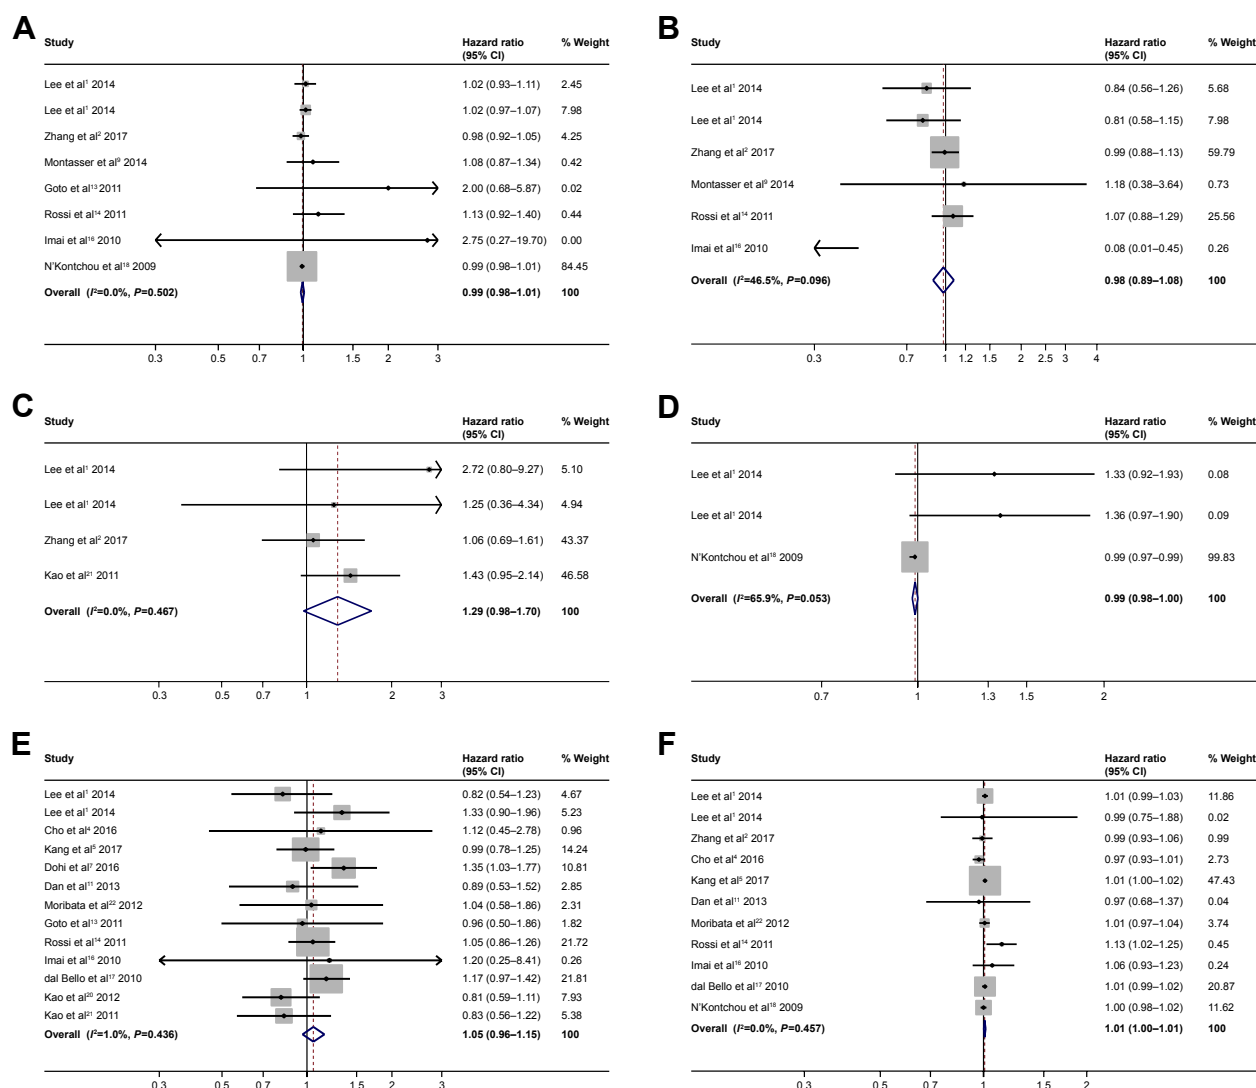 A
Study Hazard ratio % Weight
(95% CI)
Lee et al¹ 2014 1.02 (0.93–1.11) 2.45
Lee et al¹ 2014 1.02 (0.97–1.07) 7.98
Zhang et al² 2017 0.98 (0.92–1.05) 4.25
Montasser et al⁹ 2014 1.08 (0.87–1.34) 0.42
Goto et al¹³ 2011 2.00 (0.68–5.87) 0.02
Rossi et al¹⁴ 2011 1.13 (0.92–1.40) 0.44
Imai et al¹⁶ 2010 2.75 (0.27–19.70) 0.00
N'Kontchou et al¹⁸ 2009 0.99 (0.98–1.01) 84.45
Overall (I²=0.0%, P=0.502) 0.99 (0.98–1.01) 100
0.3 0.5 0.7 1 1.5 2 3
B
Study Hazard ratio % Weight
(95% CI)
Lee et al¹ 2014 0.84 (0.56–1.26) 5.68
Lee et al¹ 2014 0.81 (0.58–1.15) 7.98
Zhang et al² 2017 0.99 (0.88–1.13) 59.79
Montasser et al⁹ 2014 1.18 (0.38–3.64) 0.73
Rossi et al¹⁴ 2011 1.07 (0.88–1.29) 25.56
Imai et al¹⁶ 2010 0.08 (0.01–0.45) 0.26
Overall (I²=46.5%, P=0.096) 0.98 (0.89–1.08) 100
0.3 0.7 1 1.2 1.5 2 2.5 3 4
C
Study Hazard ratio % Weight
(95% CI)
Lee et al¹ 2014 2.72 (0.80–9.27) 5.10
Lee et al¹ 2014 1.25 (0.36–4.34) 4.94
Zhang et al² 2017 1.06 (0.69–1.61) 43.37
Kao et al²¹ 2011 1.43 (0.95–2.14) 46.58
Overall (I²=0.0%, P=0.467) 1.29 (0.98–1.70) 100
0.3 0.5 0.7 1 2 3
D
Study Hazard ratio % Weight
(95% CI)
Lee et al¹ 2014 1.33 (0.92–1.93) 0.08
Lee et al¹ 2014 1.36 (0.97–1.90) 0.09
N'Kontchou et al¹⁸ 2009 0.99 (0.97–0.99) 99.83
Overall (I²=65.9%, P=0.053) 0.99 (0.98–1.00) 100
0.7 1 1.3 1.5 2
E
Study Hazard ratio % Weight
(95% CI)
Lee et al¹ 2014 0.82 (0.54–1.23) 4.67
Lee et al¹ 2014 1.33 (0.90–1.96) 5.23
Cho et al⁴ 2016 1.12 (0.45–2.78) 0.96
Kang et al⁵ 2017 0.99 (0.78–1.25) 14.24
Dohi et al⁷ 2016 1.35 (1.03–1.77) 10.81
Dan et al¹¹ 2013 0.89 (0.53–1.52) 2.85
Moribata et al²² 2012 1.04 (0.58–1.86) 2.31
Goto et al¹³ 2011 0.96 (0.50–1.86) 1.82
Rossi et al¹⁴ 2011 1.05 (0.86–1.26) 21.72
Imai et al¹⁶ 2010 1.20 (0.25–8.41) 0.26
dal Bello et al¹⁷ 2010 1.17 (0.97–1.42) 21.81
Kao et al²⁰ 2012 0.81 (0.59–1.11) 7.93
Kao et al²¹ 2011 0.83 (0.56–1.22) 5.38
Overall (I²=1.0%, P=0.436) 1.05 (0.96–1.15) 100
0.3 0.5 0.7 1 1.5 2 3
F
Study Hazard ratio % Weight
(95% CI)
Lee et al¹ 2014 1.01 (0.99–1.03) 11.86
Lee et al¹ 2014 0.99 (0.75–1.88) 0.02
Zhang et al² 2017 0.99 (0.93–1.06) 0.99
Cho et al⁴ 2016 0.97 (0.93–1.01) 2.73
Kang et al⁵ 2017 1.01 (1.00–1.02) 47.43
Dan et al¹¹ 2013 0.97 (0.68–1.37) 0.04
Moribata et al²² 2012 1.01 (0.97–1.04) 3.74
Rossi et al¹⁴ 2011 1.13 (1.02–1.25) 0.45
Imai et al¹⁶ 2010 1.06 (0.93–1.23) 0.24
dal Bello et al¹⁷ 2010 1.01 (0.99–1.02) 20.87
N'Kontchou et al¹⁸ 2009 1.00 (0.98–1.02) 11.62
Overall (I²=0.0%, P=0.457) 1.01 (1.00–1.01) 100
0.3 0.5 0.7 1 1.5 2